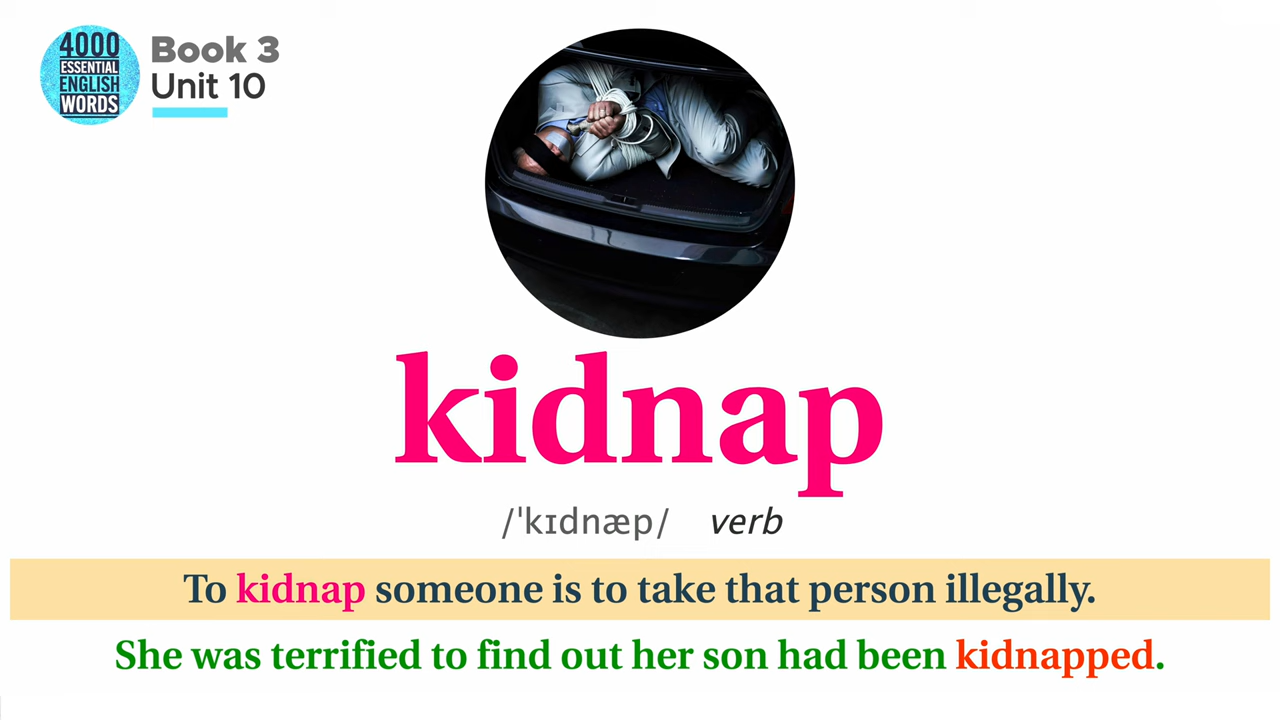 4000
ESSENTIAL
ENGLISH
WORDS
Book 3
Unit 10
kidnap
/ˈkɪdnæp/ verb
To kidnap someone is to take that person illegally.
She was terrified to find out her son had been kidnapped.